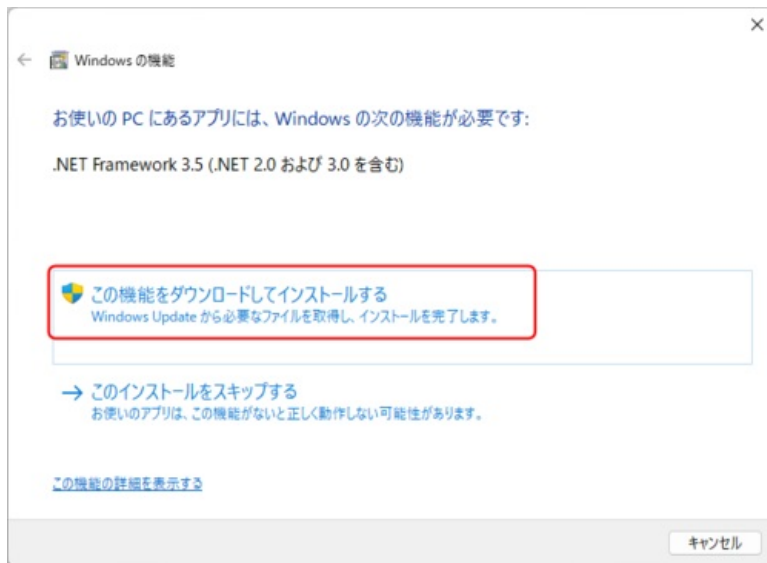 Windows の機能
お使いの PC にあるアプリには、Windows の次の機能が必要です:
.NET Framework 3.5 (.NET 2.0 および 3.0 を含む)
この機能をダウンロードしてインストールする
Windows Update から必要なファイルを取得し、インストールを完了します。
このインストールをスキップする
お使いのアプリは、この機能がないと正しく動作しない可能性があります。
この機能の詳細を表示する
キャンセル